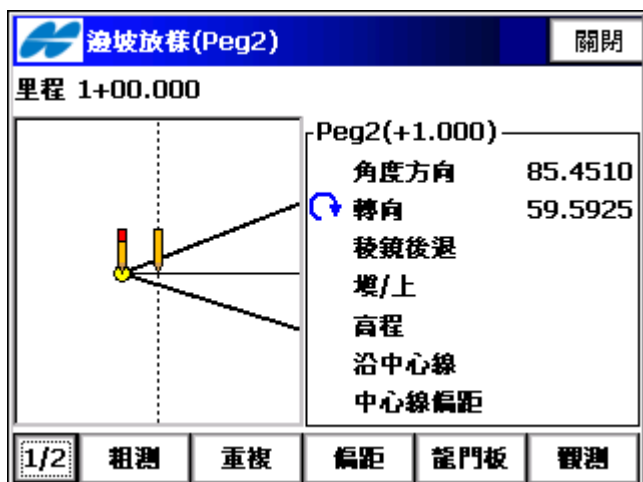 邊坡放樣(Peg2)
關閉
里程 1+00.000
Peg2(+1.000)
角度方向 85.4510
轉向 59.5925
稜鏡後退
填/上
高程
沿中心線
中心線偏距
1/2 粗測 重複 偏距 龍門板 觀測